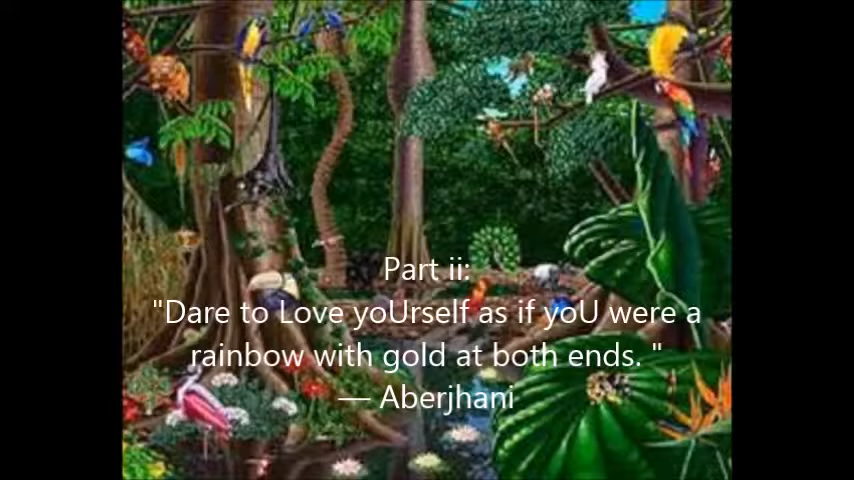 Part ii:
"Dare to Love yoUrself as if yoU were a
rainbow with gold at both ends. "
— Aberjhani